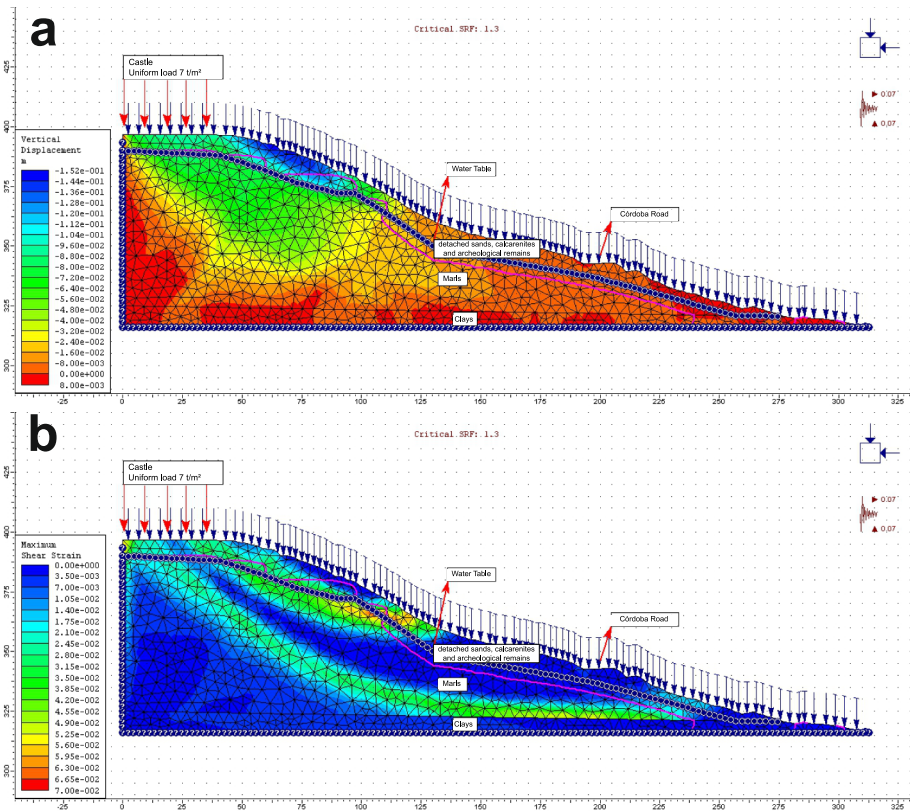 a
Critical SRF: 1.3
Castle
Uniform load 7 t/m²
0.07
0.07
425
400
375
350
325
300
Vertical
Displacement
m
-1.52e-001
-1.44e-001
-1.36e-001
-1.28e-001
-1.20e-001
-1.12e-001
-1.04e-001
-9.60e-002
-8.80e-002
-8.00e-002
-7.20e-002
-6.40e-002
-5.60e-002
-4.80e-002
-4.00e-002
-3.20e-002
-2.40e-002
-1.60e-002
-8.00e-003
0.00e+000
8.00e-003
Water Table
Córdoba Road
detached sands, calcarenites
and archeological remains
Marls
Clays
-25 0 25 50 75 100 125 150 175 200 225 250 275 300 325
b
Critical SRF: 1.3
Castle
Uniform load 7 t/m²
0.07
0.07
425
400
375
350
325
300
Maximum
Shear Strain
0.00e+000
3.50e-003
7.00e-003
1.05e-002
1.40e-002
1.75e-002
2.10e-002
2.45e-002
2.80e-002
3.15e-002
3.50e-002
3.85e-002
4.20e-002
4.55e-002
4.90e-002
5.25e-002
5.60e-002
5.95e-002
6.30e-002
6.65e-002
7.00e-002
Water Table
Córdoba Road
detached sands, calcarenites
and archeological remains
Marls
Clays
-25 0 25 50 75 100 125 150 175 200 225 250 275 300 325